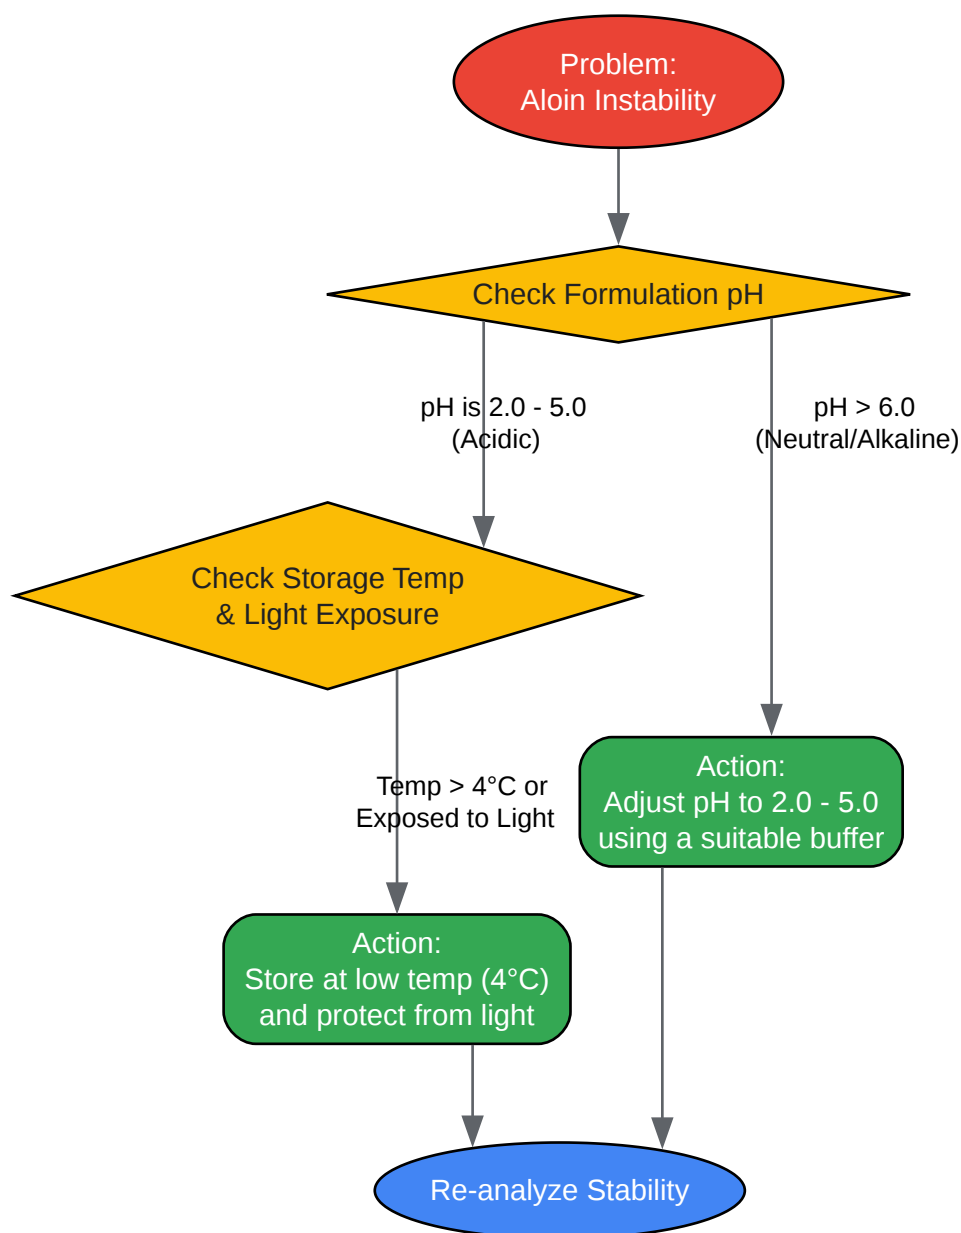 Problem:
Aloin Instability
Check Formulation pH
pH is 2.0 - 5.0
(Acidic)
pH > 6.0
(Neutral/Alkaline)
Check Storage Temp
& Light Exposure
Temp > 4°C or
Exposed to Light
Action:
Adjust pH to 2.0 - 5.0
using a suitable buffer
Action:
Store at low temp (4°C)
and protect from light
Re-analyze Stability